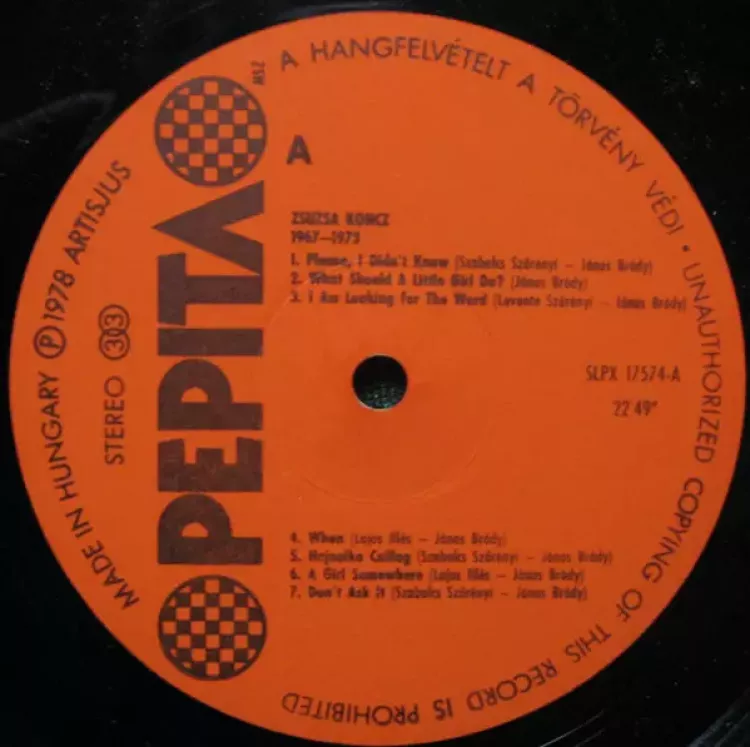 A HANGFELVÉTELT A TÖRVÉNY VÉDI • UNAUTHORIZED COPYING OF THIS RECORD IS PROHIBITED
MADE IN HUNGARY Ⓟ 1978 ARTISJUS
STEREO 33
PEPITA
MSZ
A
ZSUZSA KONCZ
1967—1975
1. Please, I Didn't Know (Szabolcs Szörényi – János Bródy)
2. What Should A Little Girl Do? (János Bródy)
3. I Am Looking For The Word (Levente Szörényi – János Bródy)
SLPX 17574-A
22'49"
4. When (Lajos Illés – János Bródy)
5. Hajnalka Csillag (Szabolcs Szörényi – János Bródy)
6. A Girl Somewhere (Lajos Illés – János Bródy)
7. Don't Ask It (Szabolcs Szörényi – János Bródy)